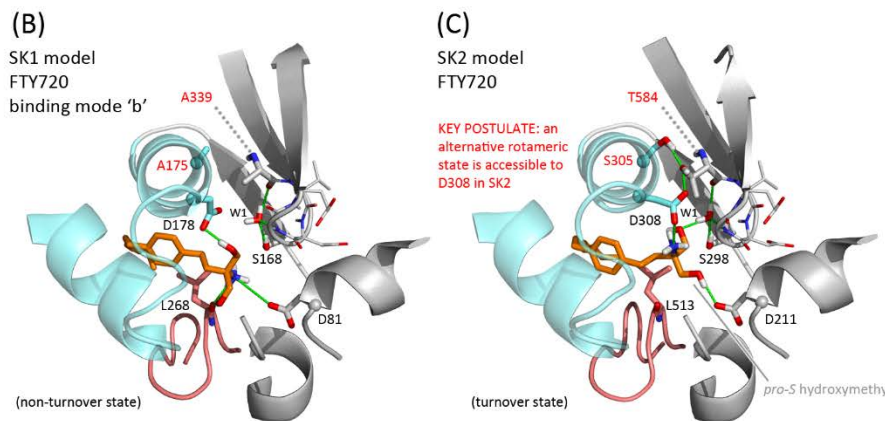 (B)
SK1 model
FTY720
binding mode ‘b’
A339
A175
D178
W1
S168
L268
D81
(non-turnover state)
(C)
SK2 model
FTY720
KEY POSTULATE: an
alternative rotameric
state is accessible to
D308 in SK2
T584
S305
D308
W1
S298
L513
D211
(turnover state)
pro-S hydroxymethy